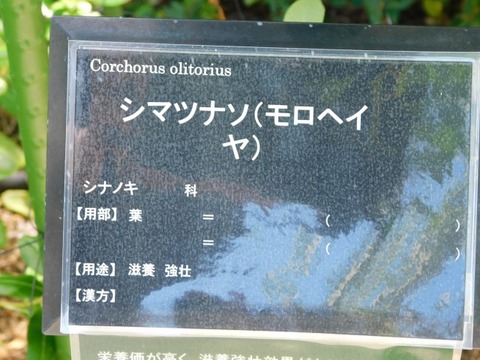 Corchorus olitorius
シマツナソ（モロヘイ
ヤ）
シナノキ 科
【用部】 葉 ＝ （ ）
＝ （ ）
【用途】 滋養 強壮
【漢方】
栄養価が高く、滋養強壮効果